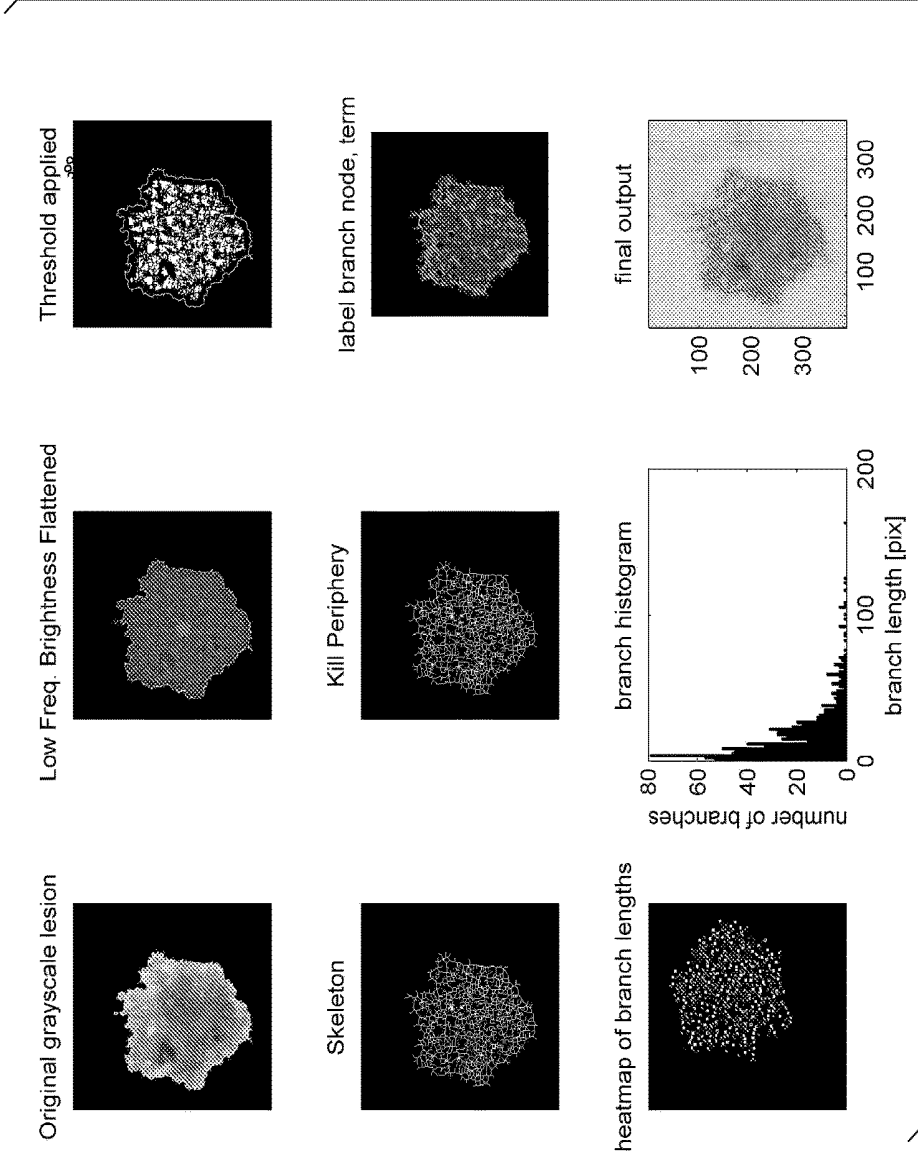 Original grayscale lesion
Low Freq. Brightness Flattened
Threshold applied
Skeleton
Kill Periphery
label branch node, term
heatmap of branch lengths
branch histogram
number of branches
80
60
40
20
0
0
100
200
branch length [pix]
final output
100
200
300
100
200
300